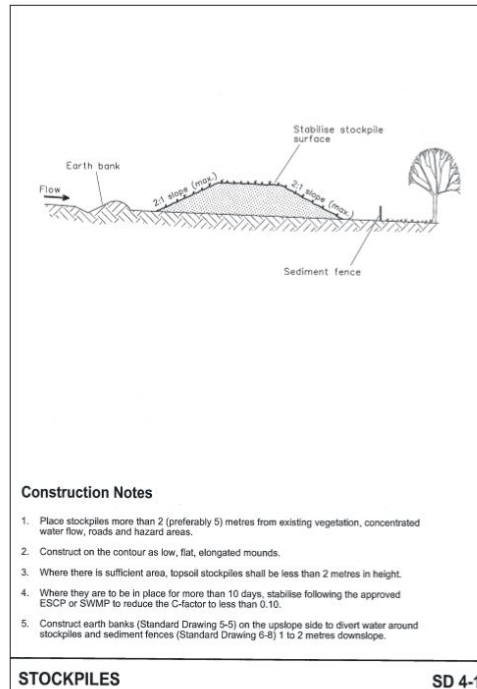 Stabilise stockpile
surface
Earth bank
Flow
2:1 slope (max.)
2:1 slope (max.)
Sediment fence
Construction Notes
1. Place stockpiles more than 2 (preferably 5) metres from existing vegetation, concentrated
water flow, roads and hazard areas.
2. Construct on the contour as low, flat, elongated mounds.
3. Where there is sufficient area, topsoil stockpiles shall be less than 2 metres in height.
4. Where they are to be in place for more than 10 days, stabilise following the approved
ESCP or SWMP to reduce the C-factor to less than 0.10.
5. Construct earth banks (Standard Drawing 5-5) on the upslope side to divert water around
stockpiles and sediment fences (Standard Drawing 6-8) 1 to 2 metres downslope.
STOCKPILES SD 4-1